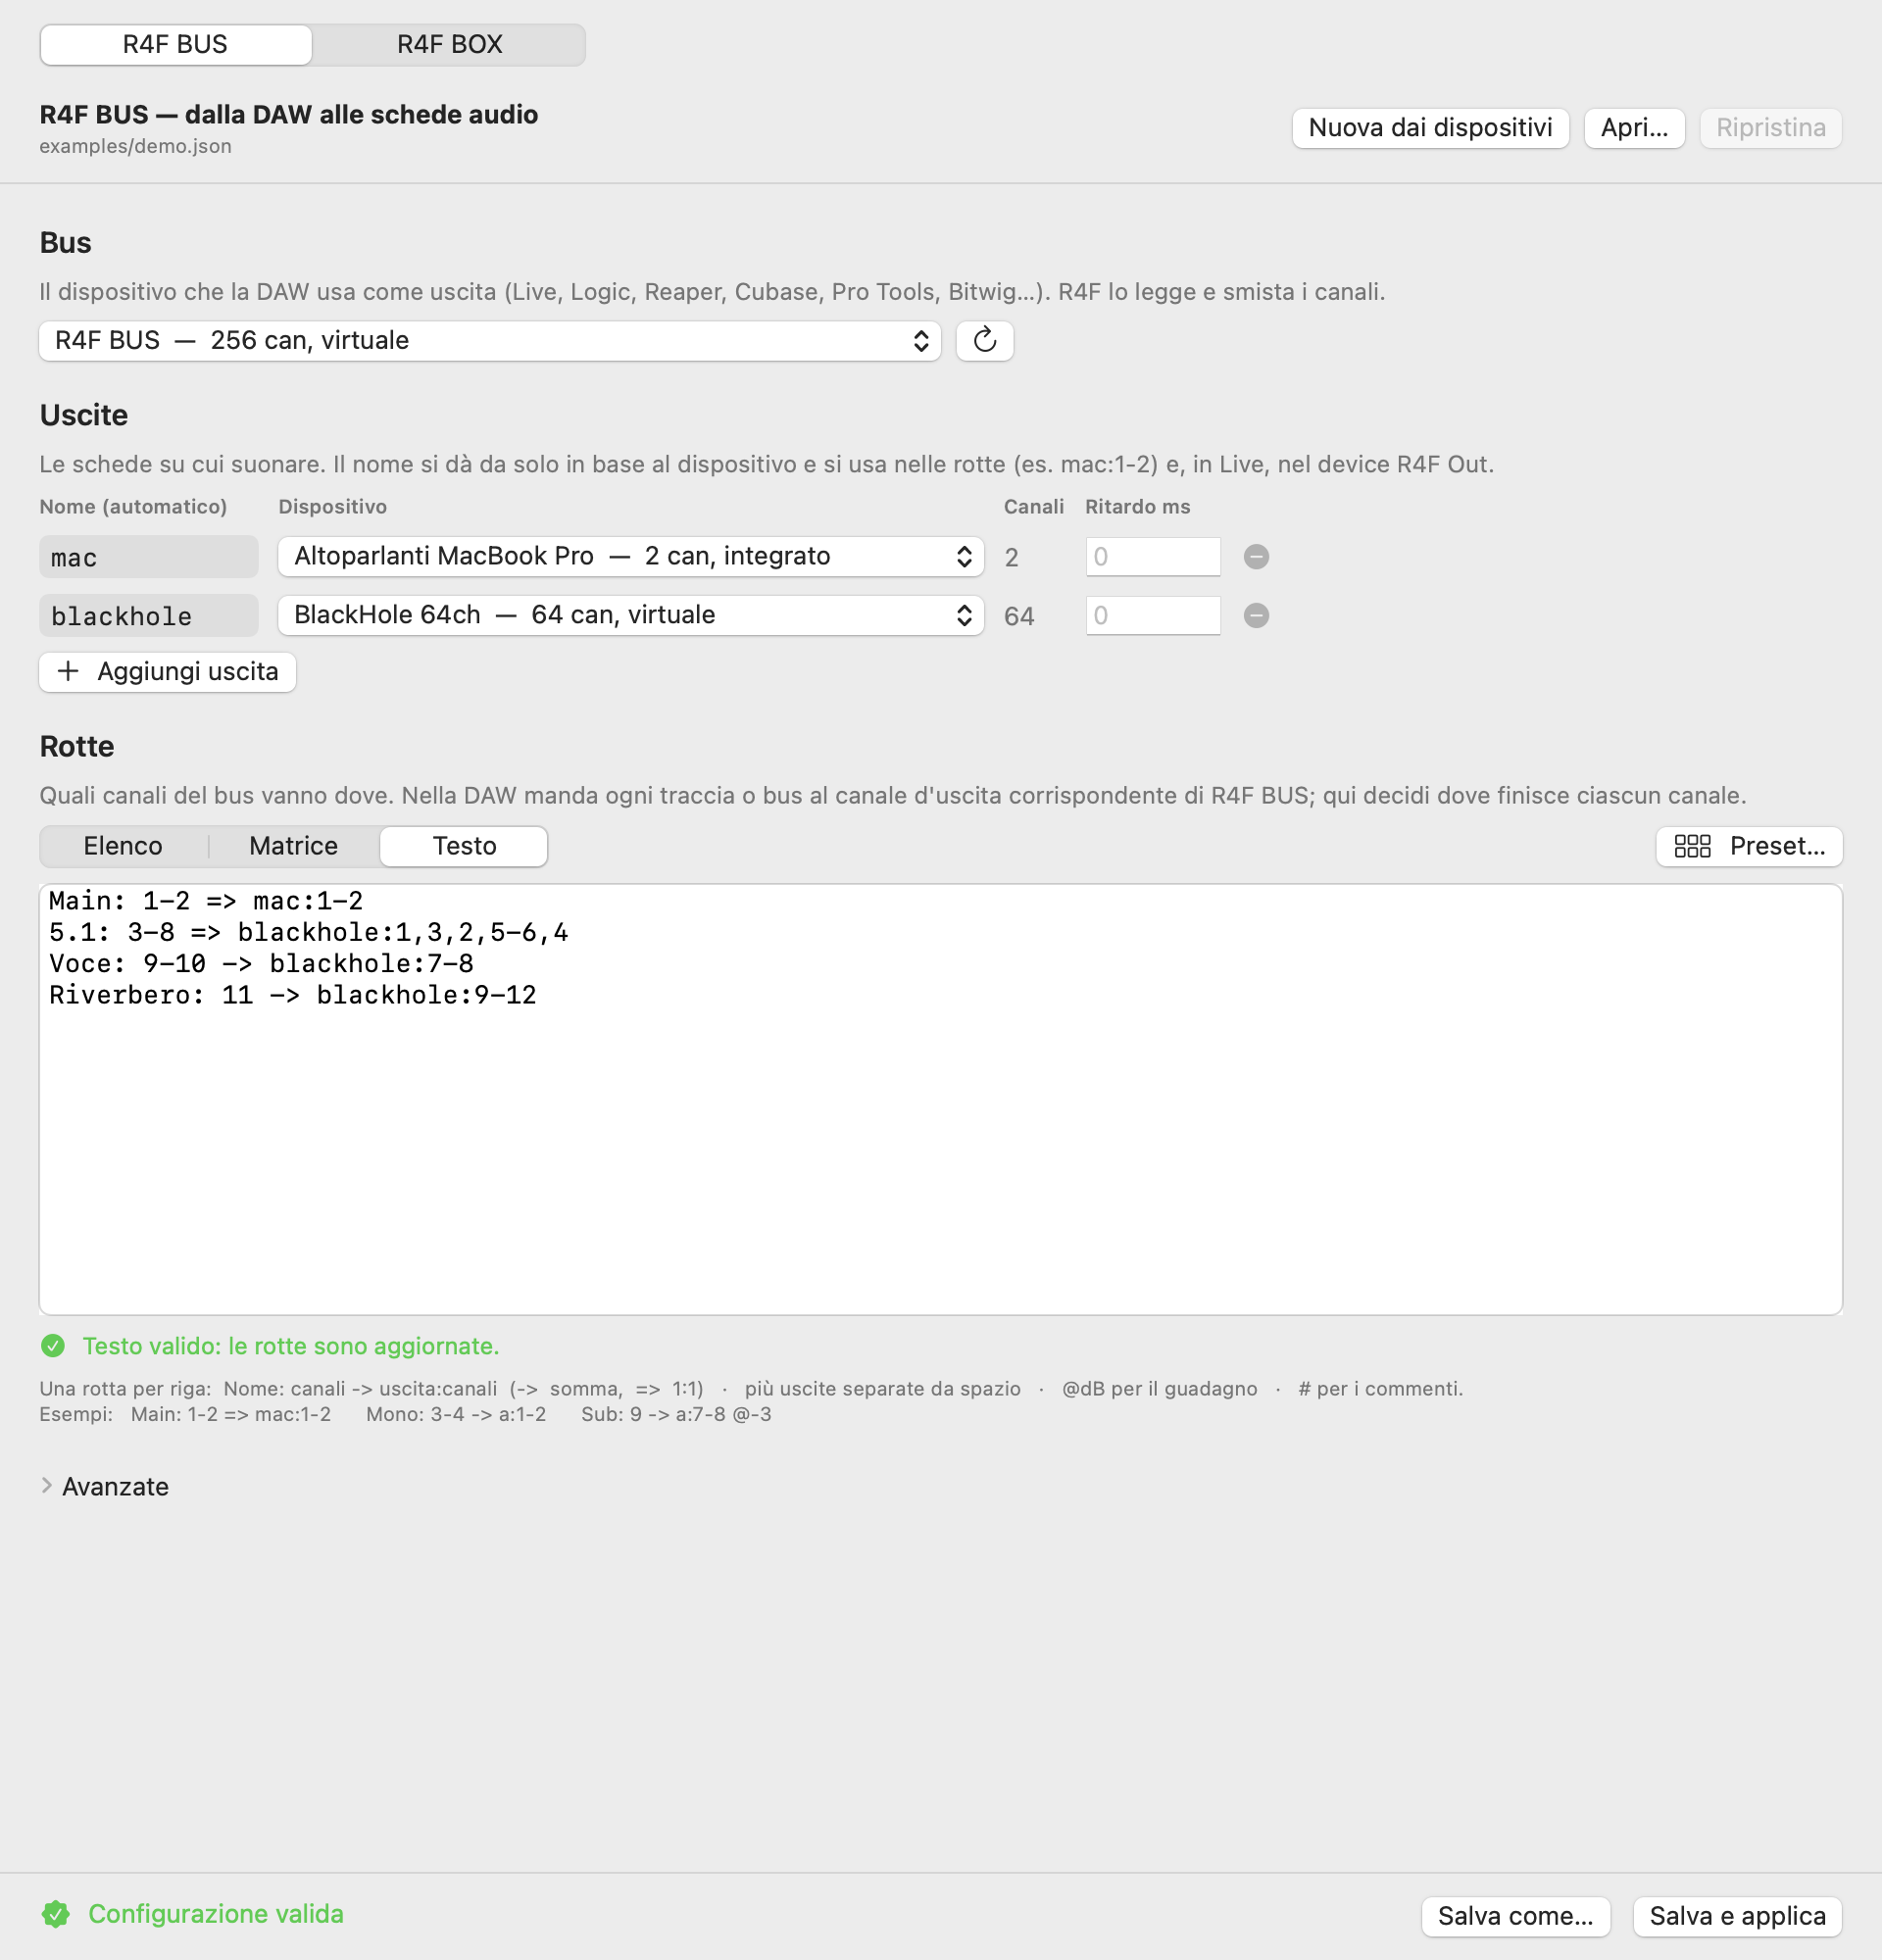 R4F BUS
R4F BOX
R4F BUS — dalla DAW alle schede audio
examples/demo.json
Nuova dai dispositivi
Apri...
Ripristina
Bus
Il dispositivo che la DAW usa come uscita (Live, Logic, Reaper, Cubase, Pro Tools, Bitwig...). R4F lo legge e smista i canali.
R4F BUS — 256 can, virtuale
Uscite
Le schede su cui suonare. Il nome si dà da solo in base al dispositivo e si usa nelle rotte (es. mac:1-2) e, in Live, nel device R4F Out.
Nome (automatico) Dispositivo Canali Ritardo ms
mac Altoparlanti MacBook Pro — 2 can, integrato 2 0
blackhole BlackHole 64ch — 64 can, virtuale 64 0
+ Aggiungi uscita
Rotte
Quali canali del bus vanno dove. Nella DAW manda ogni traccia o bus al canale d'uscita corrispondente di R4F BUS; qui decidi dove finisce ciascun canale.
Elenco Matrice Testo Preset...
Main: 1-2 => mac:1-2
5.1: 3-8 => blackhole:1,3,2,5-6,4
Voce: 9-10 -> blackhole:7-8
Riverbero: 11 -> blackhole:9-12
Testo valido: le rotte sono aggiornate.
Una rotta per riga: Nome: canali -> uscita:canali (-> somma, => 1:1) · più uscite separate da spazio · @dB per il guadagno · # per i commenti.
Esempi: Main: 1-2 => mac:1-2 Mono: 3-4 -> a:1-2 Sub: 9 -> a:7-8 @-3
Avanzate
Configurazione valida
Salva come...
Salva e applica